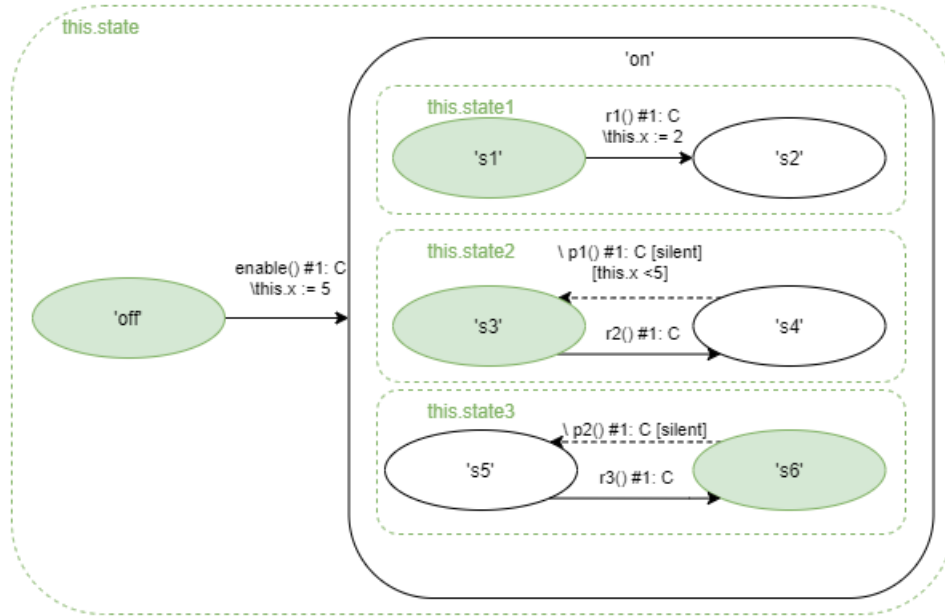 this.state
'on'
this.state1
r1() #1: C
\this.x := 2
's1'
's2'
this.state2
\ p1() #1: C [silent]
[this.x <5]
's3'
r2() #1: C
's4'
enable() #1: C
\this.x := 5
'off'
this.state3
\ p2() #1: C [silent]
's5'
r3() #1: C
's6'